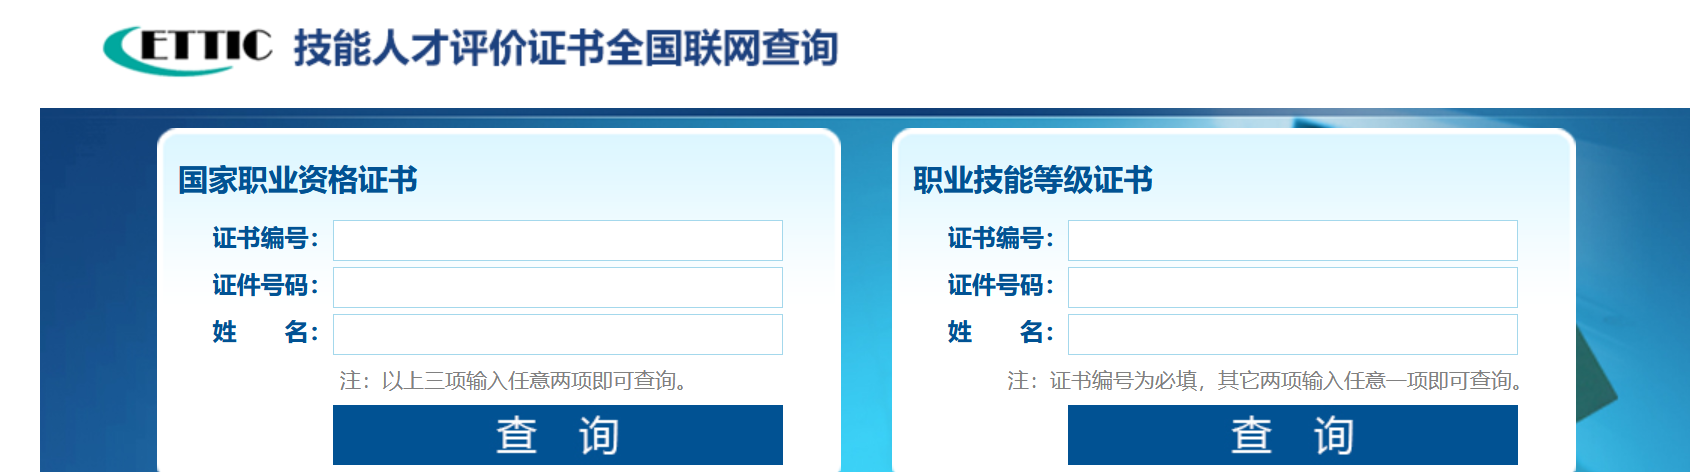 CETTIC 技能人才评价证书全国联网查询
国家职业资格证书
证书编号：
证件号码：
姓 名：
注：以上三项输入任意两项即可查询。
查 询
职业技能等级证书
证书编号：
证件号码：
姓 名：
注：证书编号为必填，其它两项输入任意一项即可查询。
查 询